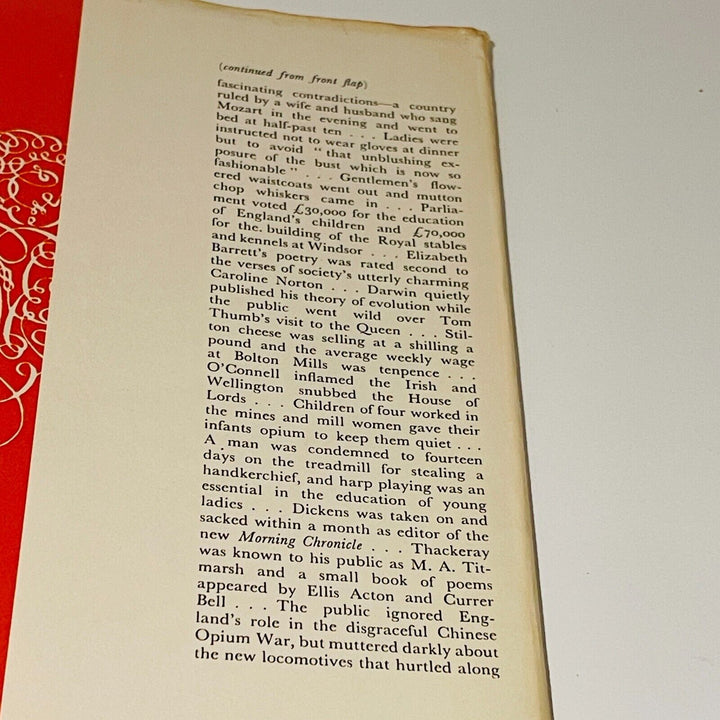 (continued from front flap)
fascinating contradictions—a country
ruled by a wife and husband who sang
Mozart in the evening and went to
bed at half-past ten . . . Ladies were
instructed not to wear gloves at dinner
but to avoid "that unblushing ex-
posure of the bust which is now so
fashionable" . . . Gentlemen's flow-
ered waistcoats went out and mutton
chop whiskers came in . . . Parlia-
ment voted £30,000 for the education
of England's children and £70,000
for the. building of the Royal stables
and kennels at Windsor . . . Elizabeth
Barrett's poetry was rated second to
the verses of society's utterly charming
Caroline Norton . . . Darwin quietly
published his theory of evolution while
the public went wild over Tom
Thumb's visit to the Queen . . . Stil-
ton cheese was selling at a shilling a
pound and the average weekly wage
at Bolton Mills was tenpence . . .
O'Connell inflamed the Irish and
Wellington snubbed the House of
Lords . . . Children of four worked in
the mines and mill women gave their
infants opium to keep them quiet . . .
A man was condemned to fourteen
days on the treadmill for stealing a
handkerchief, and harp playing was an
essential in the education of young
ladies . . . Dickens was taken on and
sacked within a month as editor of the
new Morning Chronicle . . . Thackeray
was known to his public as M. A. Tit-
marsh and a small book of poems
appeared by Ellis Acton and Currer
Bell . . . The public ignored Eng-
land's role in the disgraceful Chinese
Opium War, but muttered darkly about
the new locomotives that hurtled along